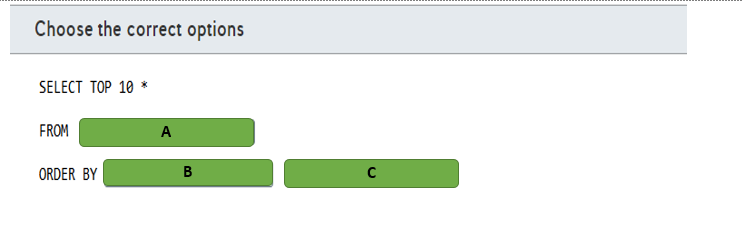 Choose the correct options
SELECT TOP 10 *
FROM A
ORDER BY B C